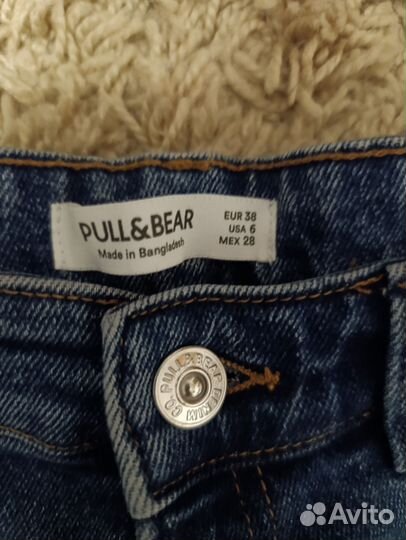 PULL&BEAR
Made in Bangladesh
EUR 38
USA 6
MEX 28
PULL&BEAR DENIM CO.
Avito